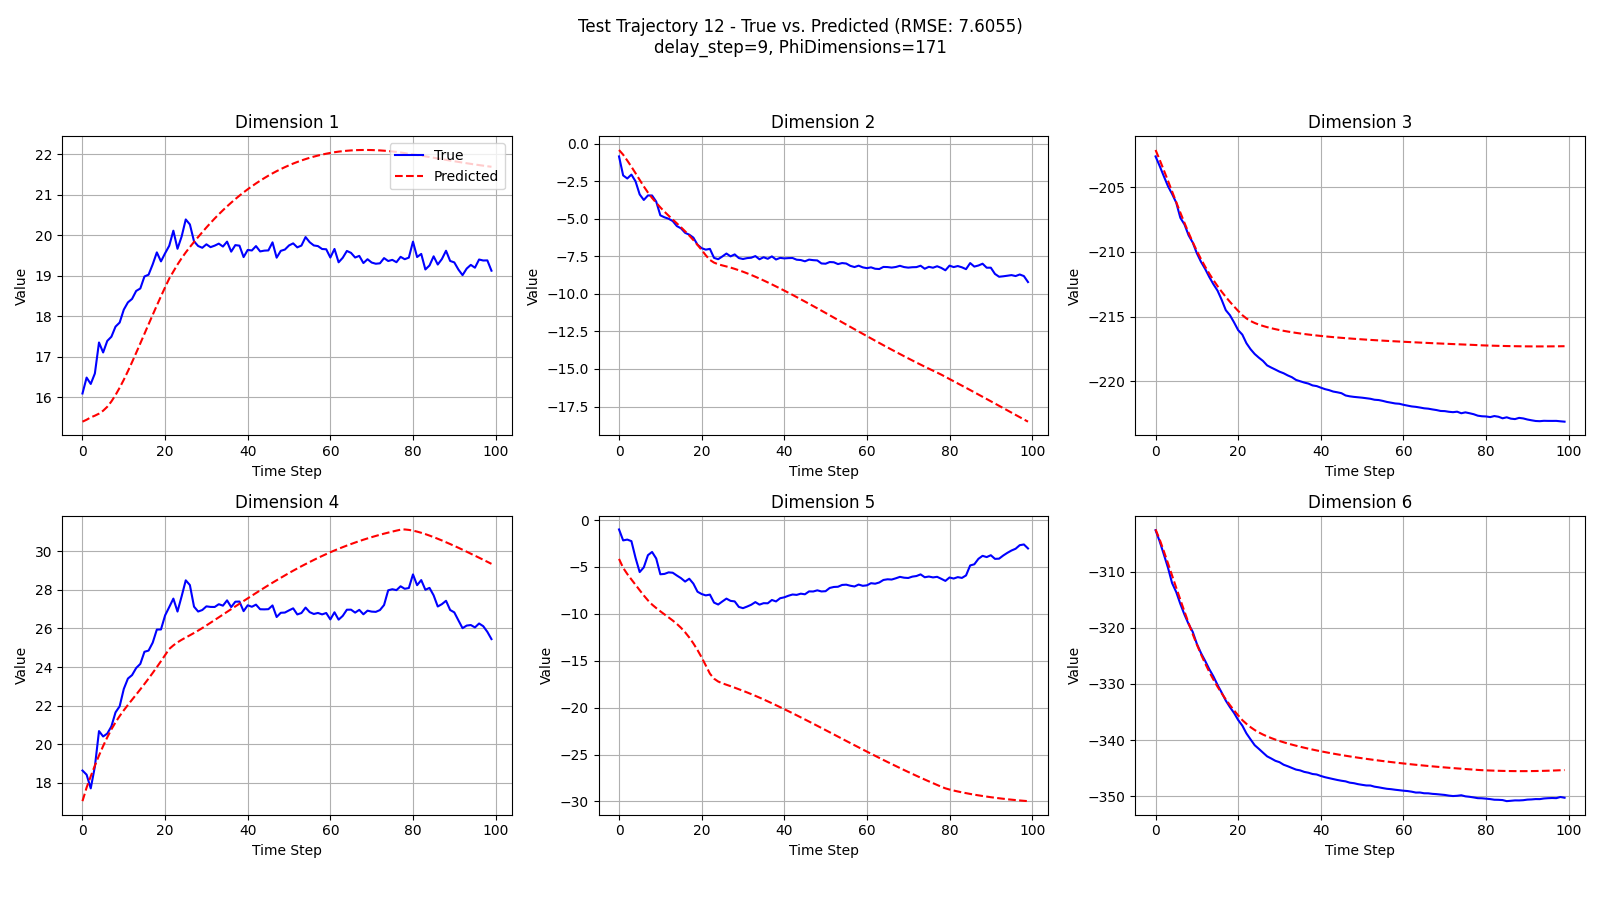 Test Trajectory 12 - True vs. Predicted (RMSE: 7.6055)
delay_step=9, PhiDimensions=171
Dimension 1
22
21
20
19
18
17
16
Value
0 20 40 60 80 100
Time Step
True
Predicted
Dimension 2
0.0
−2.5
−5.0
−7.5
−10.0
−12.5
−15.0
−17.5
Value
0 20 40 60 80 100
Time Step
Dimension 3
−205
−210
−215
−220
Value
0 20 40 60 80 100
Time Step
Dimension 4
30
28
26
24
22
20
18
Value
0 20 40 60 80 100
Time Step
Dimension 5
0
−5
−10
−15
−20
−25
−30
Value
0 20 40 60 80 100
Time Step
Dimension 6
−310
−320
−330
−340
−350
Value
0 20 40 60 80 100
Time Step